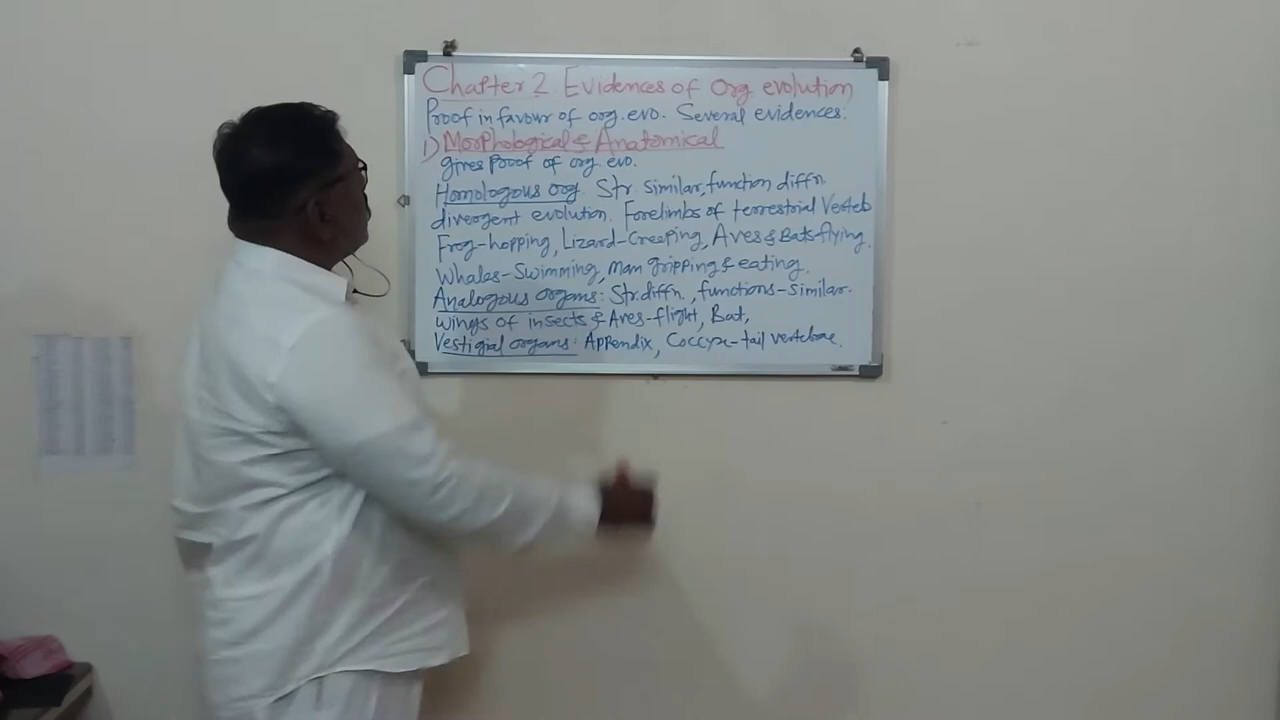 Chapter 2 Evidences of Org evolution
Proof in favour of org. evo. Several evidences.
1) Morphological & Anatomical
gives proof of org. evo.
Homologous org. Str. similar, function diffn.
divergent evolution. Forelimbs of terrestrial Verteb
Frog-hopping, Lizard-Creeping, Aves & Bats-flying.
Whales-Swimming, man gripping & eating.
Analogous organs: Str. diffn., functions-similar.
wings of insects & Aves-flight, Bat,
Vestigial organs: Appendix, Coccyx-tail vertebrae.